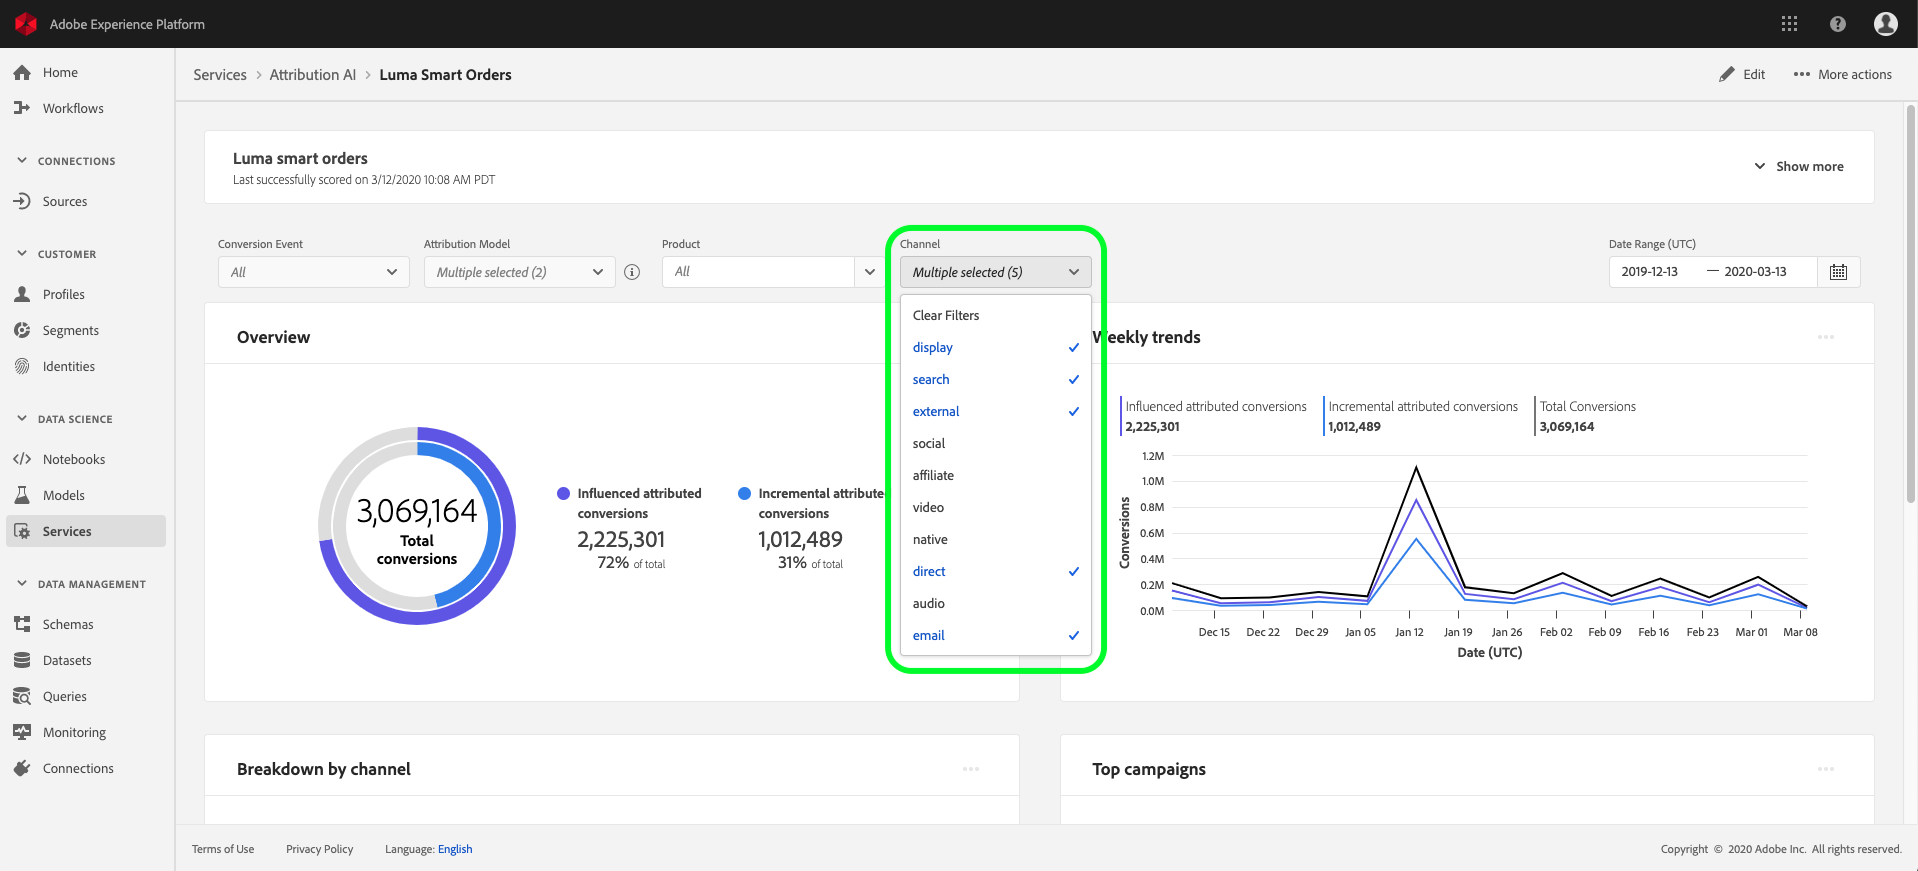 Adobe Experience Platform
Home
Workflows
CONNECTIONS
Sources
CUSTOMER
Profiles
Segments
Identities
DATA SCIENCE
Notebooks
Models
Services
DATA MANAGEMENT
Schemas
Datasets
Queries
Monitoring
Connections
Services > Attribution AI > Luma Smart Orders
Edit
More actions
Luma smart orders
Last successfully scored on 3/12/2020 10:08 AM PDT
Show more
Conversion Event
All
Attribution Model
Multiple selected (2)
Product
All
Channel
Multiple selected (5)
Clear Filters
display
search
external
social
affiliate
video
native
direct
audio
email
Date Range (UTC)
2019-12-13 — 2020-03-13
Overview
3,069,164
Total
conversions
Influenced attributed
conversions
2,225,301
72% of total
Incremental attribute
conversions
1,012,489
31% of total
Weekly trends
Influenced attributed conversions
2,225,301
Incremental attributed conversions
1,012,489
Total Conversions
3,069,164
Conversions
1.2M
1.0M
0.8M
0.6M
0.4M
0.2M
0.0M
Dec 15 Dec 22 Dec 29 Jan 05 Jan 12 Jan 19 Jan 26 Feb 02 Feb 09 Feb 16 Feb 23 Mar 01 Mar 08
Date (UTC)
Breakdown by channel
Top campaigns
Terms of Use Privacy Policy Language: English
Copyright © 2020 Adobe Inc. All rights reserved.